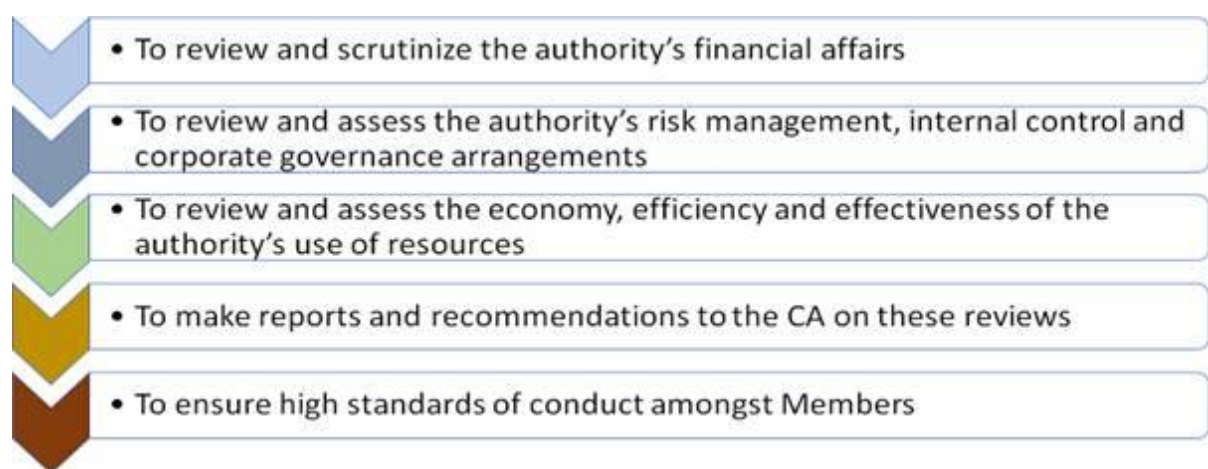 • To review and scrutinize the authority's financial affairs
• To review and assess the authority's risk management, internal control and
corporate governance arrangements
• To review and assess the economy, efficiency and effectiveness of the
authority's use of resources
• To make reports and recommendations to the CA on these reviews
• To ensure high standards of conduct amongst Members